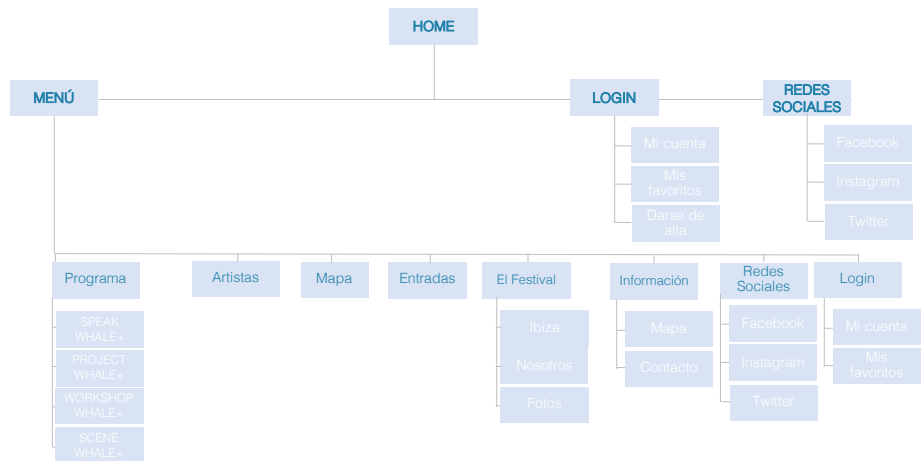 HOME
MENÚ
LOGIN
REDES
SOCIALES
Mi cuenta
Mis
favoritos
Darse de
alta
Facebook
Instagram
Twitter
Programa
SPEAK
WHALE+
PROJECT
WHALE+
WORKSHOP
WHALE+
SCENE
WHALE+
Artistas
Mapa
Entradas
El Festival
Ibiza
Nosotros
Fotos
Información
Mapa
Contacto
Redes
Sociales
Facebook
Instagram
Twitter
Login
Mi cuenta
Mis
favoritos